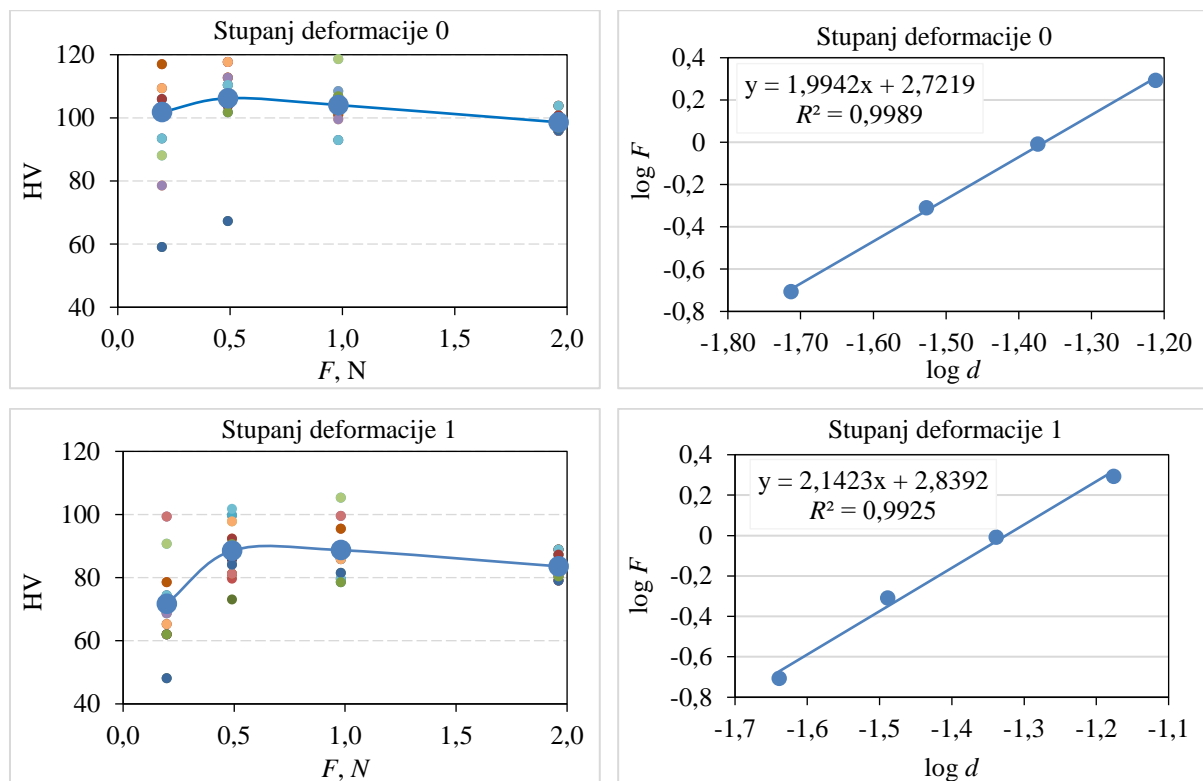 Stupanj deformacije 0
120
100
80
60
40
HV
0,0 0,5 1,0 1,5 2,0
F, N
Stupanj deformacije 0
y = 1,9942x + 2,7219
R² = 0,9989
0,4
0,2
0
-0,2
-0,4
-0,6
-0,8
log F
-1,80 -1,70 -1,60 -1,50 -1,40 -1,30 -1,20
log d
Stupanj deformacije 1
120
100
80
60
40
HV
0,0 0,5 1,0 1,5 2,0
F, N
Stupanj deformacije 1
y = 2,1423x + 2,8392
R² = 0,9925
0,4
0,2
0
-0,2
-0,4
-0,6
-0,8
log F
-1,7 -1,6 -1,5 -1,4 -1,3 -1,2 -1,1
log d